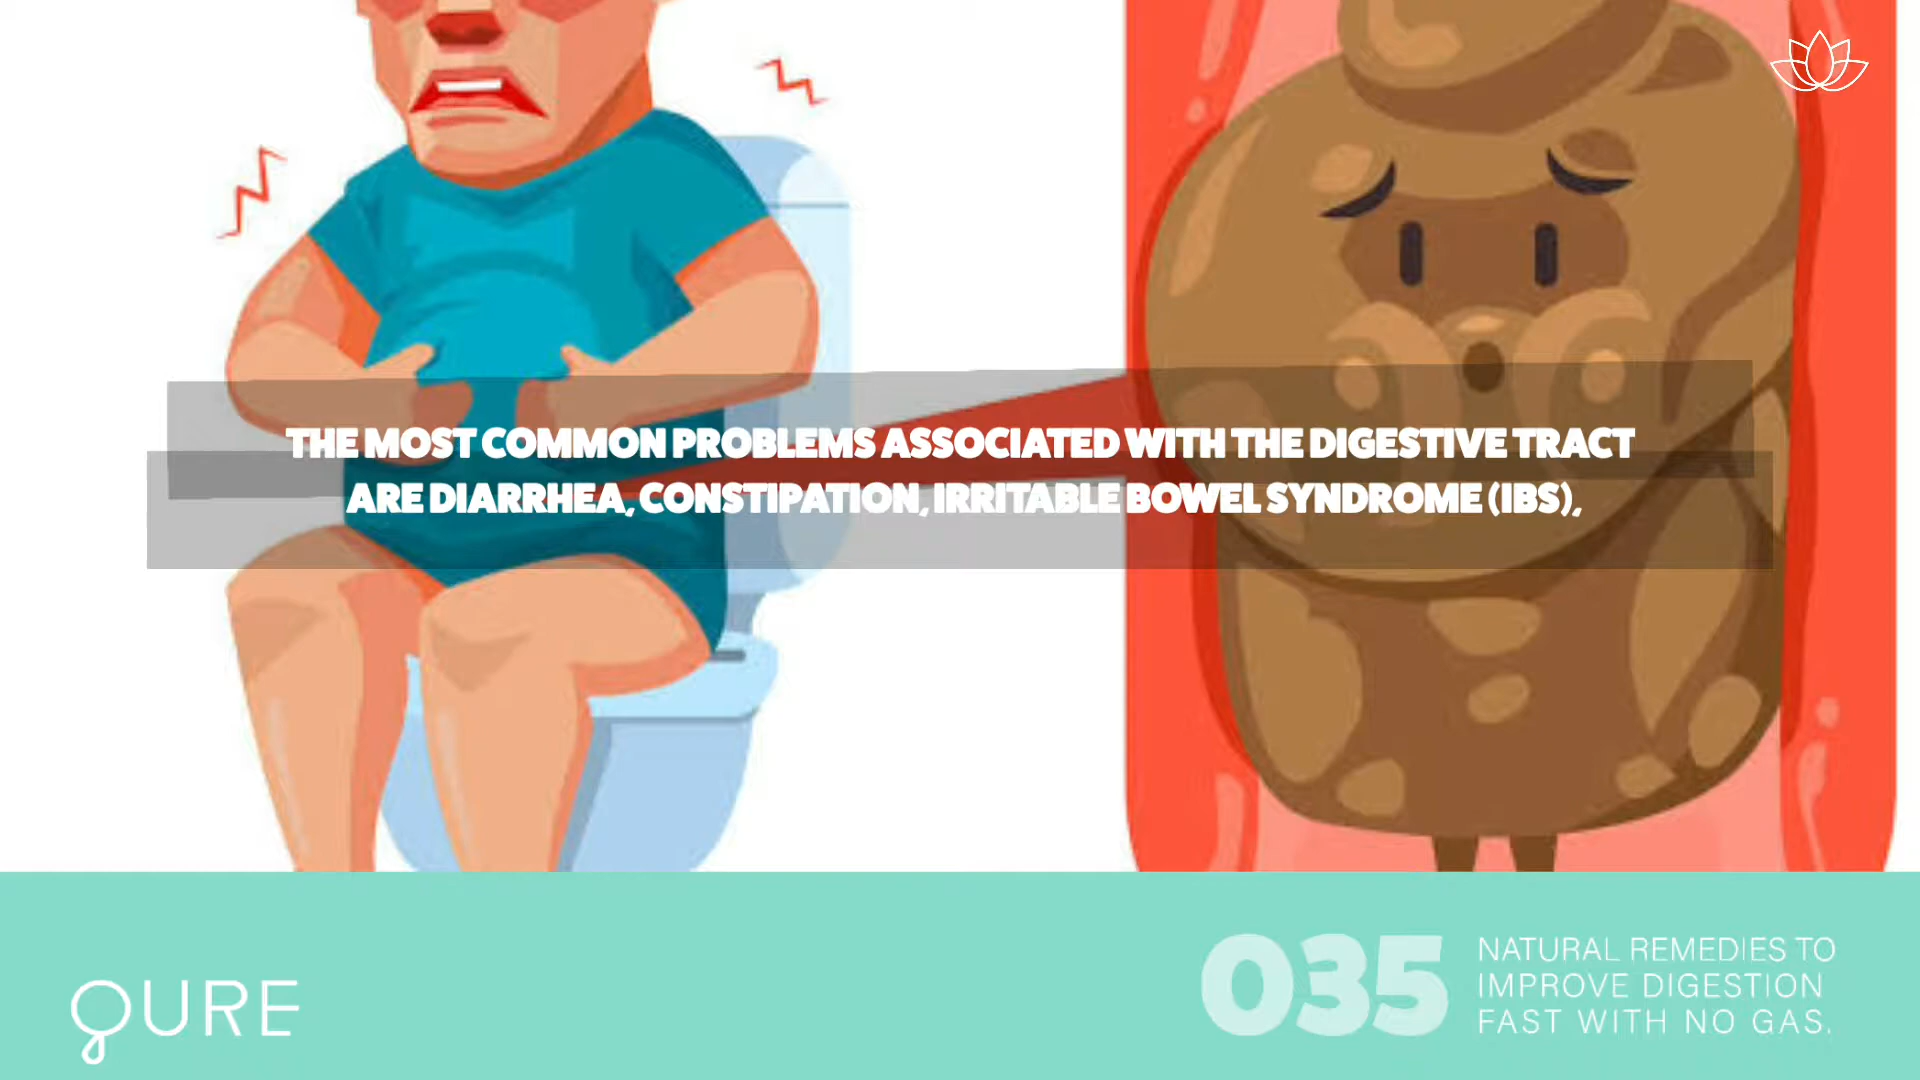 THE MOST COMMON PROBLEMS ASSOCIATED WITH THE DIGESTIVE TRACT
ARE DIARRHEA, CONSTIPATION, IRRITABLE BOWEL SYNDROME (IBS),
QURE
035
NATURAL REMEDIES TO
IMPROVE DIGESTION
FAST WITH NO GAS.